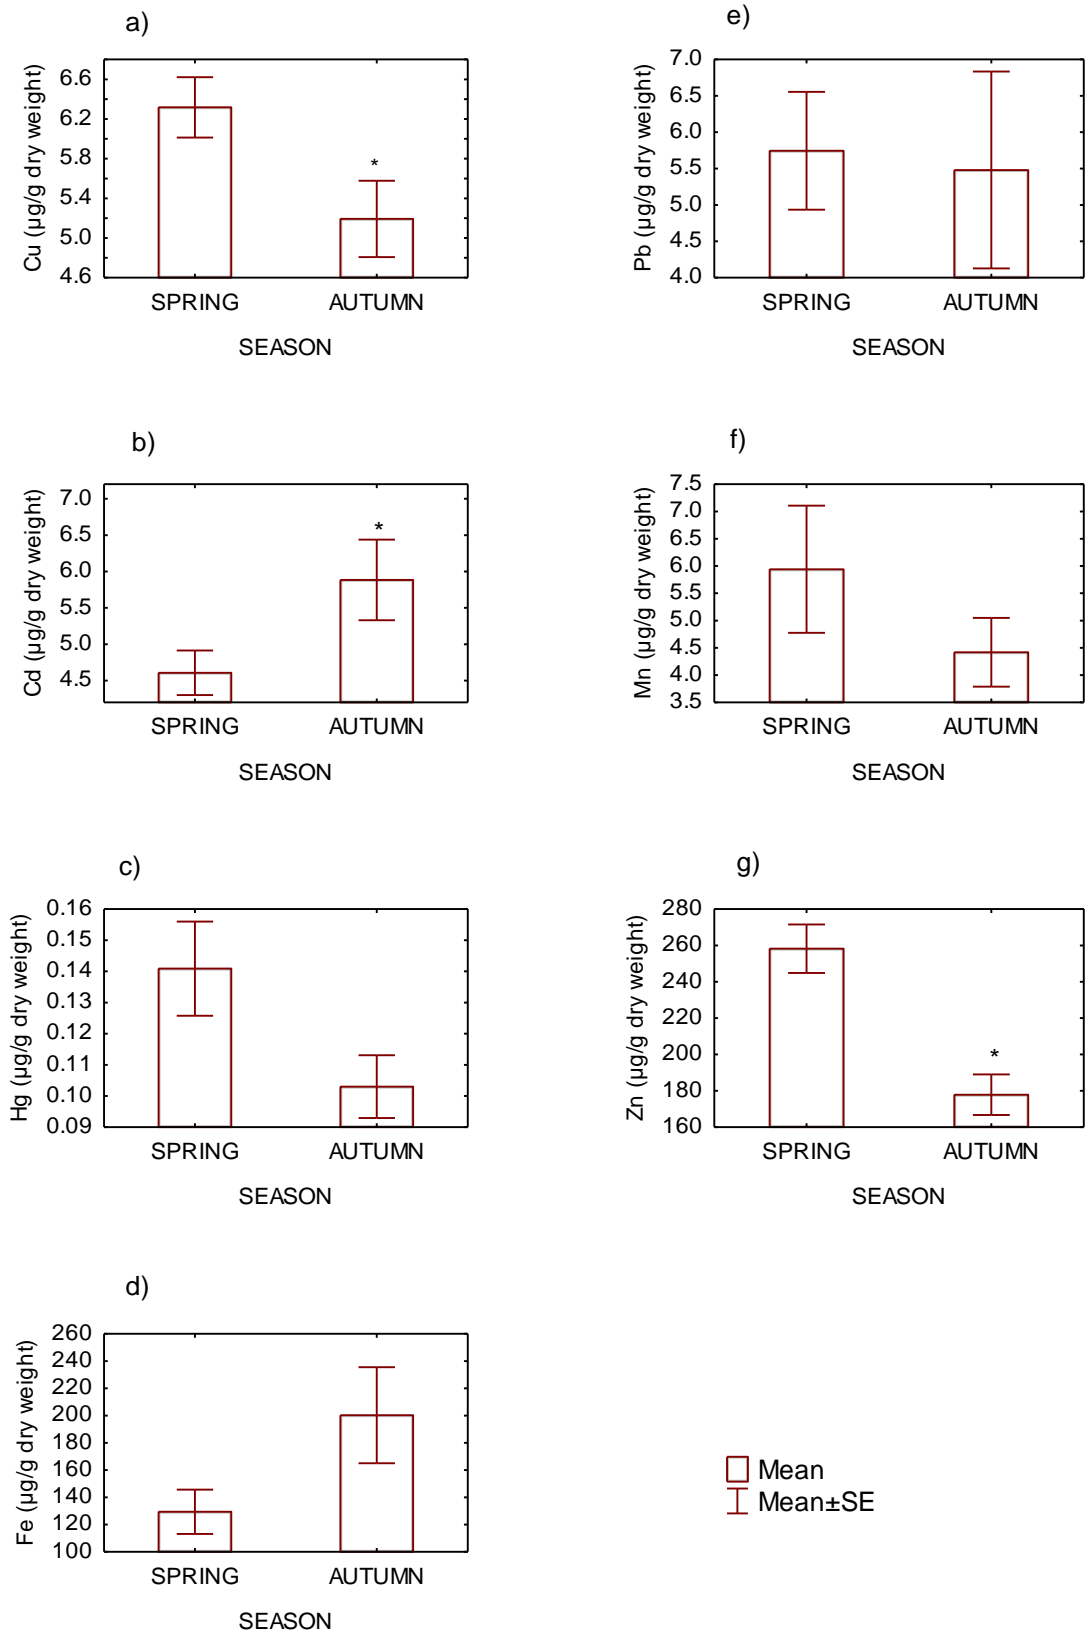 a)
Cu (µg/g dry weight)
6.6
6.2
5.8
5.4
5.0
4.6
*
SPRING AUTUMN
SEASON
e)
Pb (µg/g dry weight)
7.0
6.5
6.0
5.5
5.0
4.5
4.0
SPRING AUTUMN
SEASON
b)
Cd (µg/g dry weight)
7.0
6.5
6.0
5.5
5.0
4.5
*
SPRING AUTUMN
SEASON
f)
Mn (µg/g dry weight)
7.5
7.0
6.5
6.0
5.5
5.0
4.5
4.0
3.5
SPRING AUTUMN
SEASON
c)
Hg (µg/g dry weight)
0.16
0.15
0.14
0.13
0.12
0.11
0.10
0.09
SPRING AUTUMN
SEASON
g)
Zn (µg/g dry weight)
280
260
240
220
200
180
160
*
SPRING AUTUMN
SEASON
d)
Fe (µg/g dry weight)
260
240
220
200
180
160
140
120
100
SPRING AUTUMN
SEASON
Mean
Mean±SE